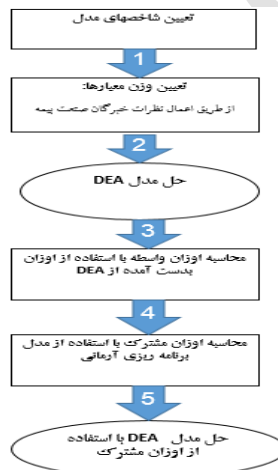 تعیین شاخصهای مدل
1
تعیین وزن معیارها:
از طریق اعمال نظرات خبرگان صنعت بیمه
2
حل مدل DEA
3
محاسبه اوزان واسطه با استفاده از اوزان
بدست آمده از DEA
4
محاسبه اوزان مشترک با استفاده از مدل
برنامه ریزی آرمانی
5
حل مدل DEA با استفاده
از اوزان مشترک